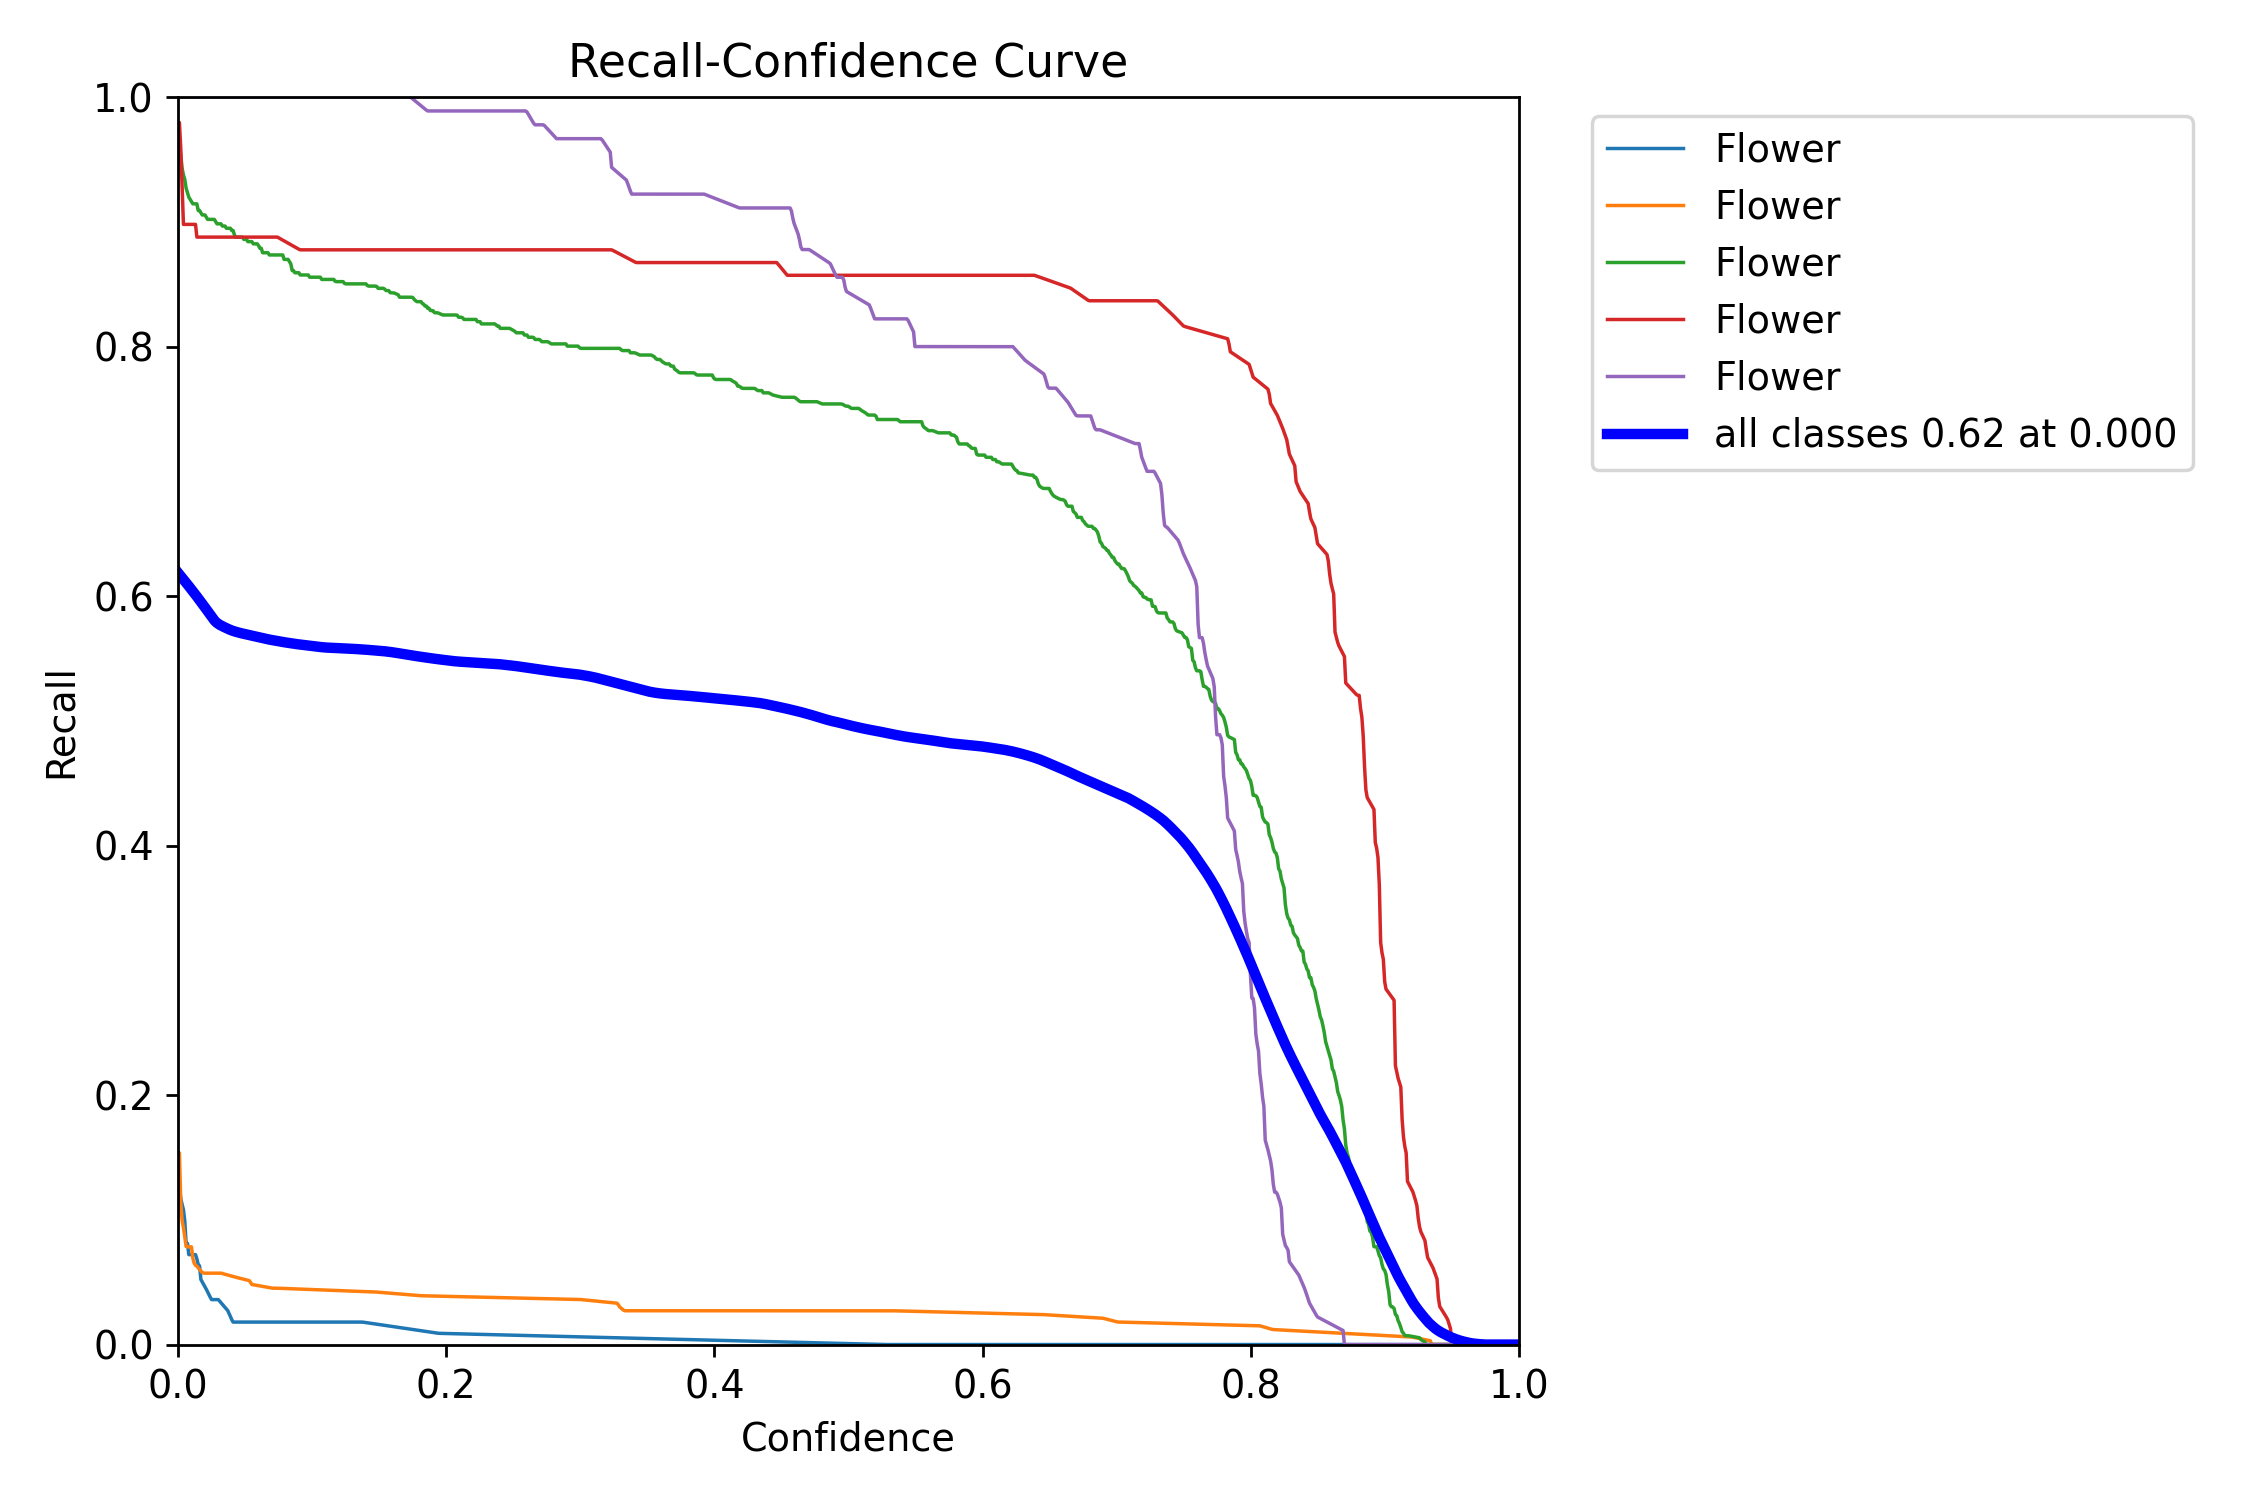 Recall-Confidence Curve
1.0
0.8
0.6
0.4
0.2
0.0
Recall
0.0 0.2 0.4 0.6 0.8 1.0
Confidence
Flower
Flower
Flower
Flower
Flower
all classes 0.62 at 0.000